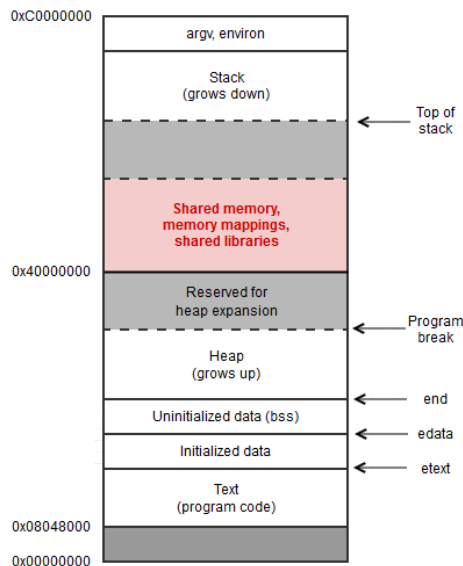 0xC0000000
argv, environ
Stack
(grows down)
Top of
stack
Shared memory,
memory mappings,
shared libraries
0x40000000
Reserved for
heap expansion
Program
break
Heap
(grows up)
end
Uninitialized data (bss)
edata
Initialized data
etext
Text
(program code)
0x08048000
0x00000000